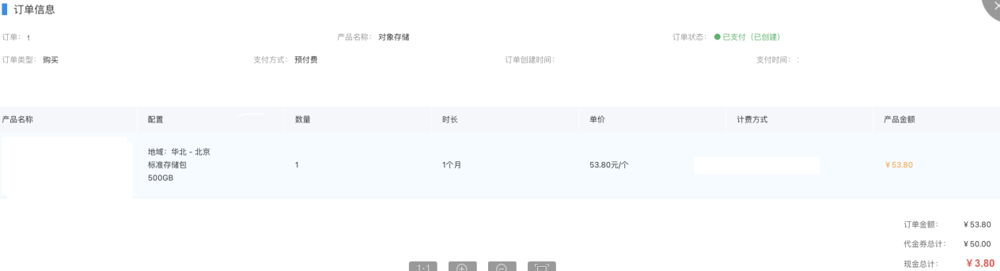 订单信息
订单：
产品名称： 对象存储
订单状态： 已支付（已创建）
订单类型： 购买
支付方式： 预付费
订单创建时间：
支付时间：
产品名称 配置 数量 时长 单价 计费方式 产品金额
地域：华北 - 北京
标准存储包 1 1个月 53.80元/个 ￥53.80
500GB
订单金额： ￥53.80
代金券总计： ￥50.00
现金总计： ￥3.80
1:1